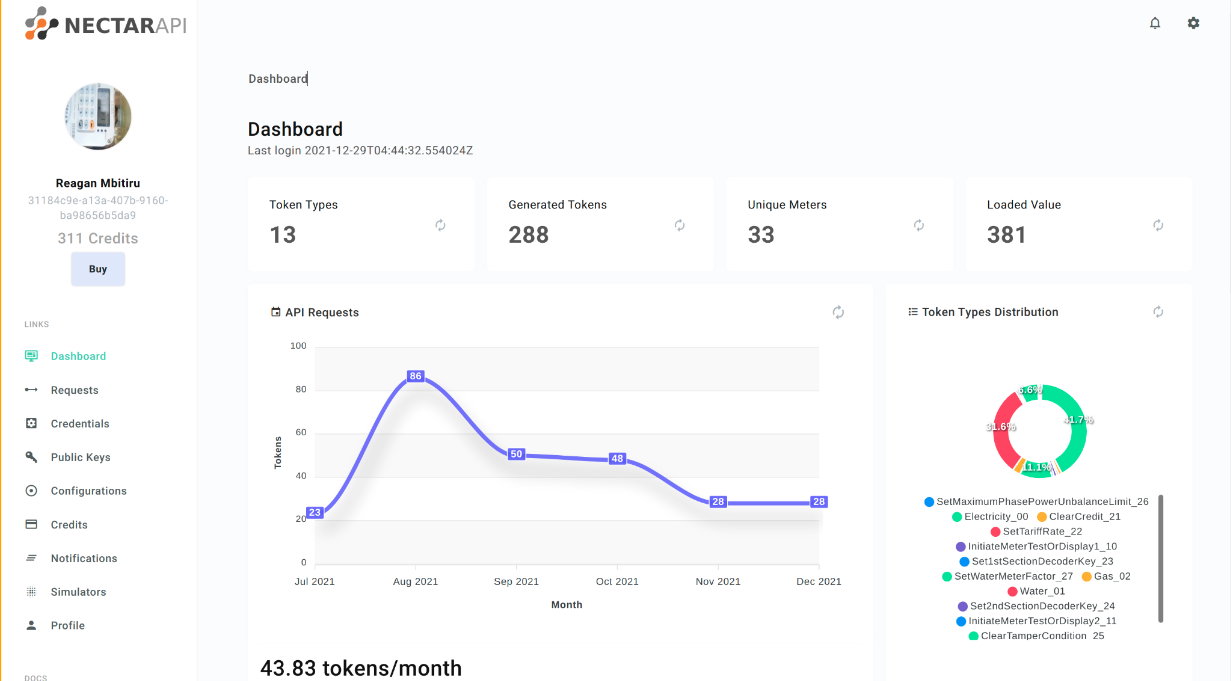 NECTARAPI
Reagan Mbitiru
31184c9e-a13a-407b-9160-
ba98656b5da9
311 Credits
Buy
LINKS
Dashboard
Requests
Credentials
Public Keys
Configurations
Credits
Notifications
Simulators
Profile
DOCS
Dashboard
Dashboard
Last login 2021-12-29T04:44:32.554024Z
Token Types
13
Generated Tokens
288
Unique Meters
33
Loaded Value
381
API Requests
100
80
60
40
20
0
Tokens
23
86
50
48
28
28
Jul 2021 Aug 2021 Sep 2021 Oct 2021 Nov 2021 Dec 2021
Month
43.83 tokens/month
Token Types Distribution
6.6%
41.7%
31.6%
11.1%
SetMaximumPhasePowerUnbalanceLimit_26
Electricity_00 ClearCredit_21
SetTariffRate_22
InitiateMeterTestOrDisplay1_10
Set1stSectionDecoderKey_23
SetWaterMeterFactor_27 Gas_02
Water_01
Set2ndSectionDecoderKey_24
InitiateMeterTestOrDisplay2_11
ClearTamperCondition_25